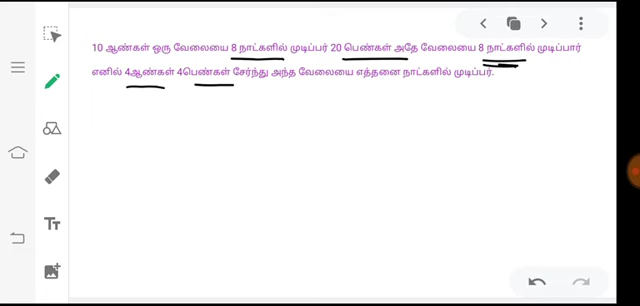 10 ஆண்கள் ஒரு வேலையை 8 நாட்களில் முடிப்பர் 20 பெண்கள் அதே வேலையை 8 நாட்களில் முடிப்பார்
எனில் 4ஆண்கள் 4பெண்கள் சேர்ந்து அந்த வேலையை எத்தனை நாட்களில் முடிப்பர்.
Tт